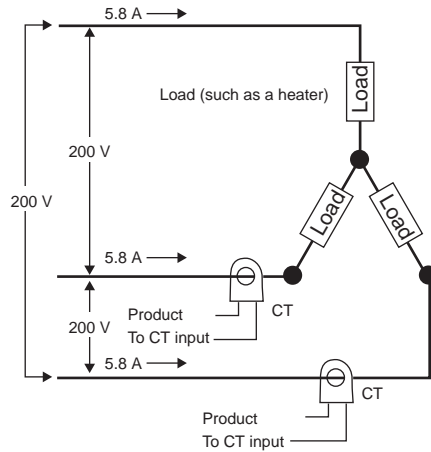 5.8 A
Load
Load (such as a heater)
200 V
200 V
Load
Load
5.8 A
Product
CT
To CT input
200 V
5.8 A
CT
Product
To CT input